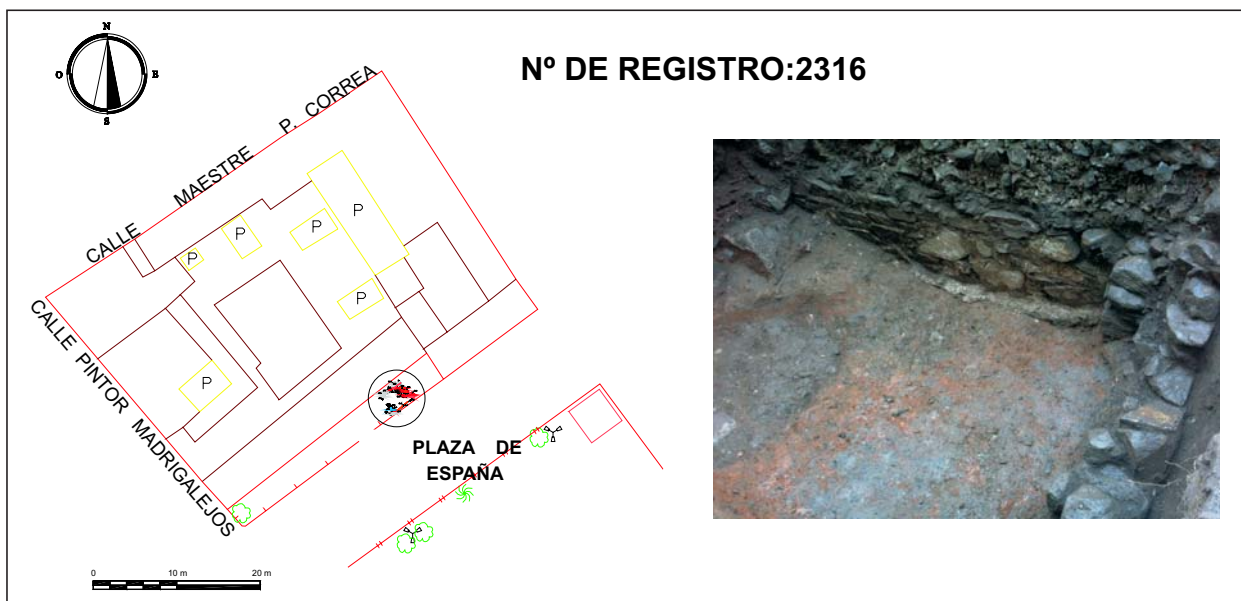 N
O E
S
Nº DE REGISTRO:2316
CALLE MAESTRE P. CORREA
P
P
P
P
P
P
CALLE PINTOR MADRIGALEJOS
PLAZA DE
ESPAÑA
0 10 m 20 m